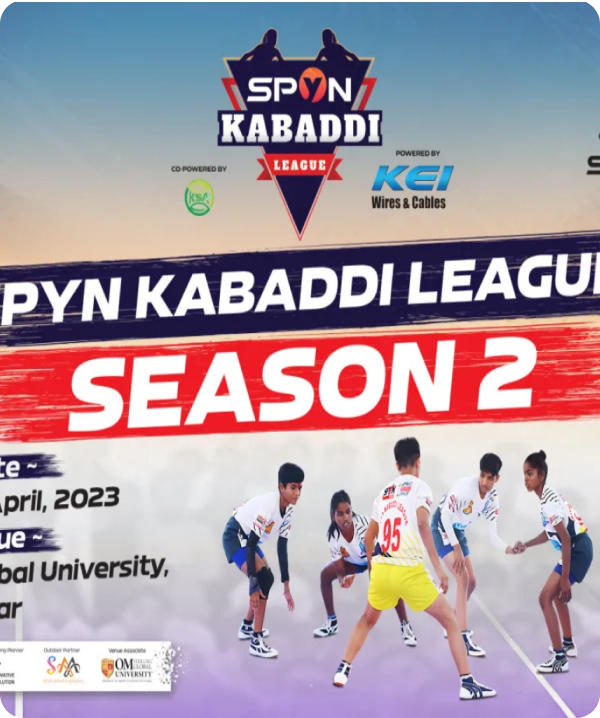 SPYN
KABADDI
LEAGUE
CO-POWERED BY
POWERED BY
KEI
Wires & Cables
PYN KABADDI LEAGU
SEASON 2
te ~
April, 2023
ue ~
bal University,
ar
Outdoor Partner
Venue Associate
OM
GLOBAL
UNIVERSITY
95